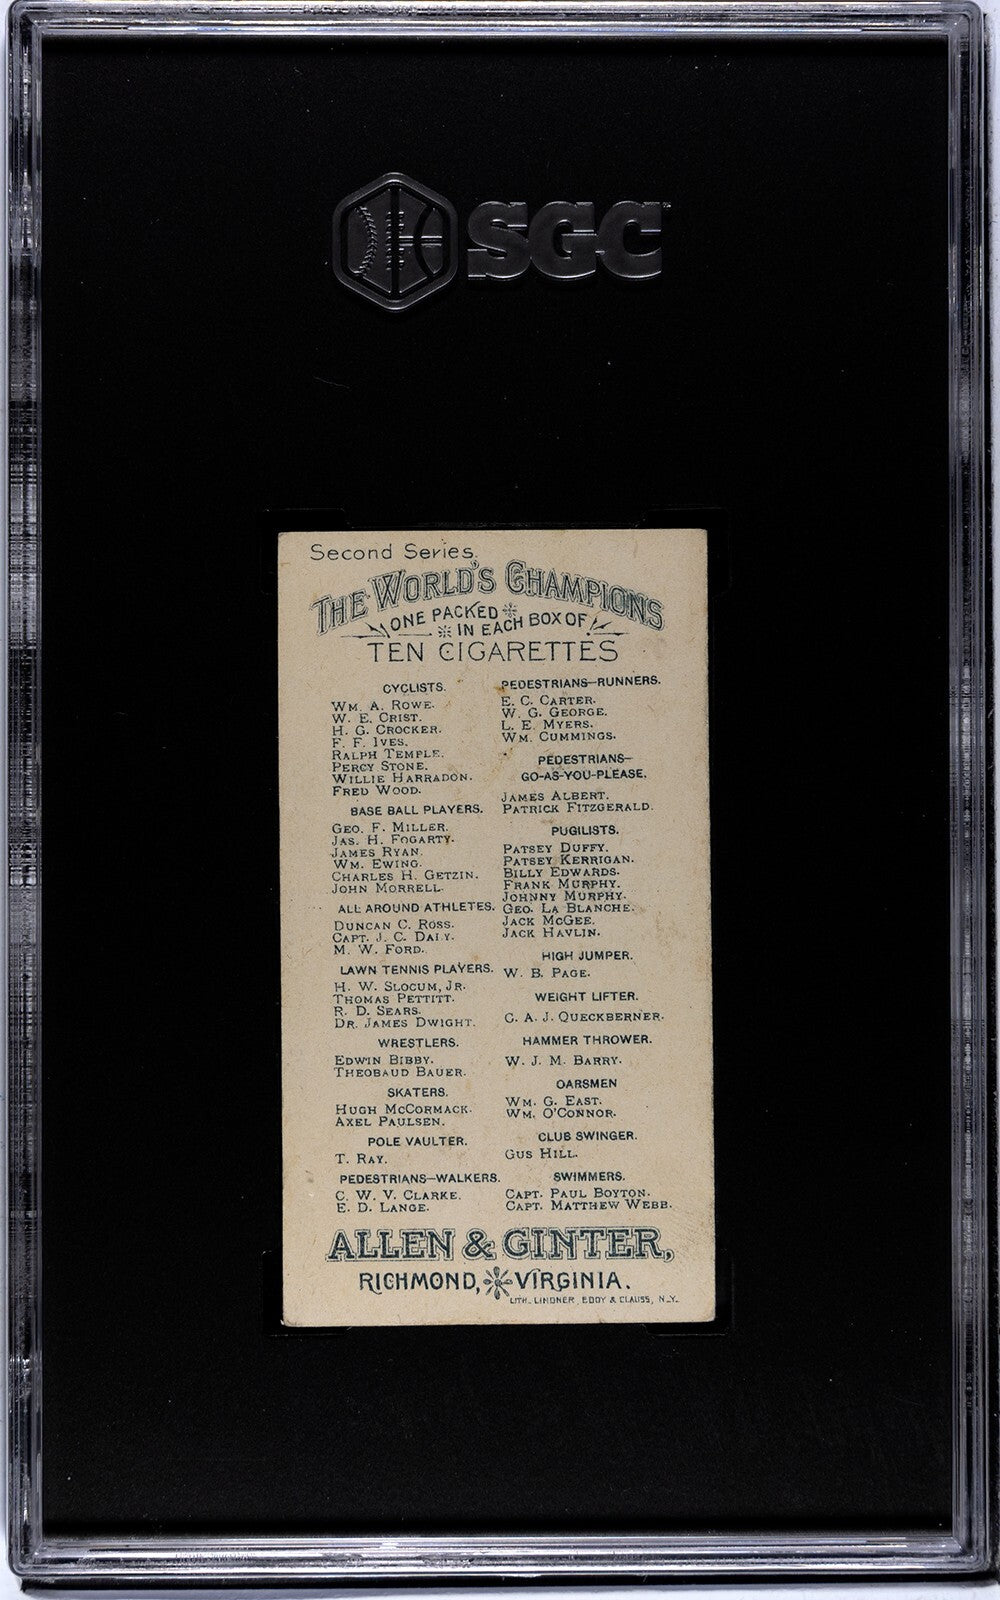 SGC
Second Series.
THE WORLD'S CHAMPIONS
ONE PACKED
IN EACH BOX OF
TEN CIGARETTES
CYCLISTS.
WM. A. ROWE.
W. E. CRIST.
H. G. CROCKER.
F. F. IVES.
RALPH TEMPLE.
PERCY STONE.
WILLIE HARRADON.
FRED WOOD.
BASE BALL PLAYERS.
GEO. F. MILLER.
JAS. H. FOGARTY.
JAMES RYAN.
WM. EWING.
CHARLES H. GETZIN.
JOHN MORRELL.
ALL AROUND ATHLETES.
DUNCAN C. ROSS.
CAPT. J. C. DALY.
M. W. FORD.
LAWN TENNIS PLAYERS.
H. W. SLOCUM, JR.
THOMAS PETTITT.
R. D. SEARS.
DR. JAMES DWIGHT.
WRESTLERS.
EDWIN BIBBY.
THEOBAUD BAUER.
SKATERS.
HUGH MCCORMACK.
AXEL PAULSEN.
POLE VAULTER.
T. RAY.
PEDESTRIANS-WALKERS.
C. W. V. CLARKE.
E. D. LANGE.
PEDESTRIANS-RUNNERS.
E. C. CARTER.
W. G. GEORGE.
L. E. MYERS.
WM. CUMMINGS.
PEDESTRIANS-
GO-AS-YOU-PLEASE.
JAMES ALBERT.
PATRICK FITZGERALD.
PUGILISTS.
PATSEY DUFFY.
PATSEY KERRIGAN.
BILLY EDWARDS.
FRANK MURPHY.
JOHNNY MURPHY.
GEO. LA BLANCHE.
JACK MCGEE.
JACK HAVLIN.
HIGH JUMPER.
W. B. PAGE.
WEIGHT LIFTER.
C. A. J. QUECKBERNER.
HAMMER THROWER.
W. J. M. BARRY.
OARSMEN
WM. G. EAST.
WM. O'CONNOR.
CLUB SWINGER.
GUS HILL.
SWIMMERS.
CAPT. PAUL BOYTON.
CAPT. MATTHEW WEBB.
ALLEN & GINTER,
RICHMOND, VIRGINIA.
LITH. LINDNER, EDDY & CLAUSS, N.Y.